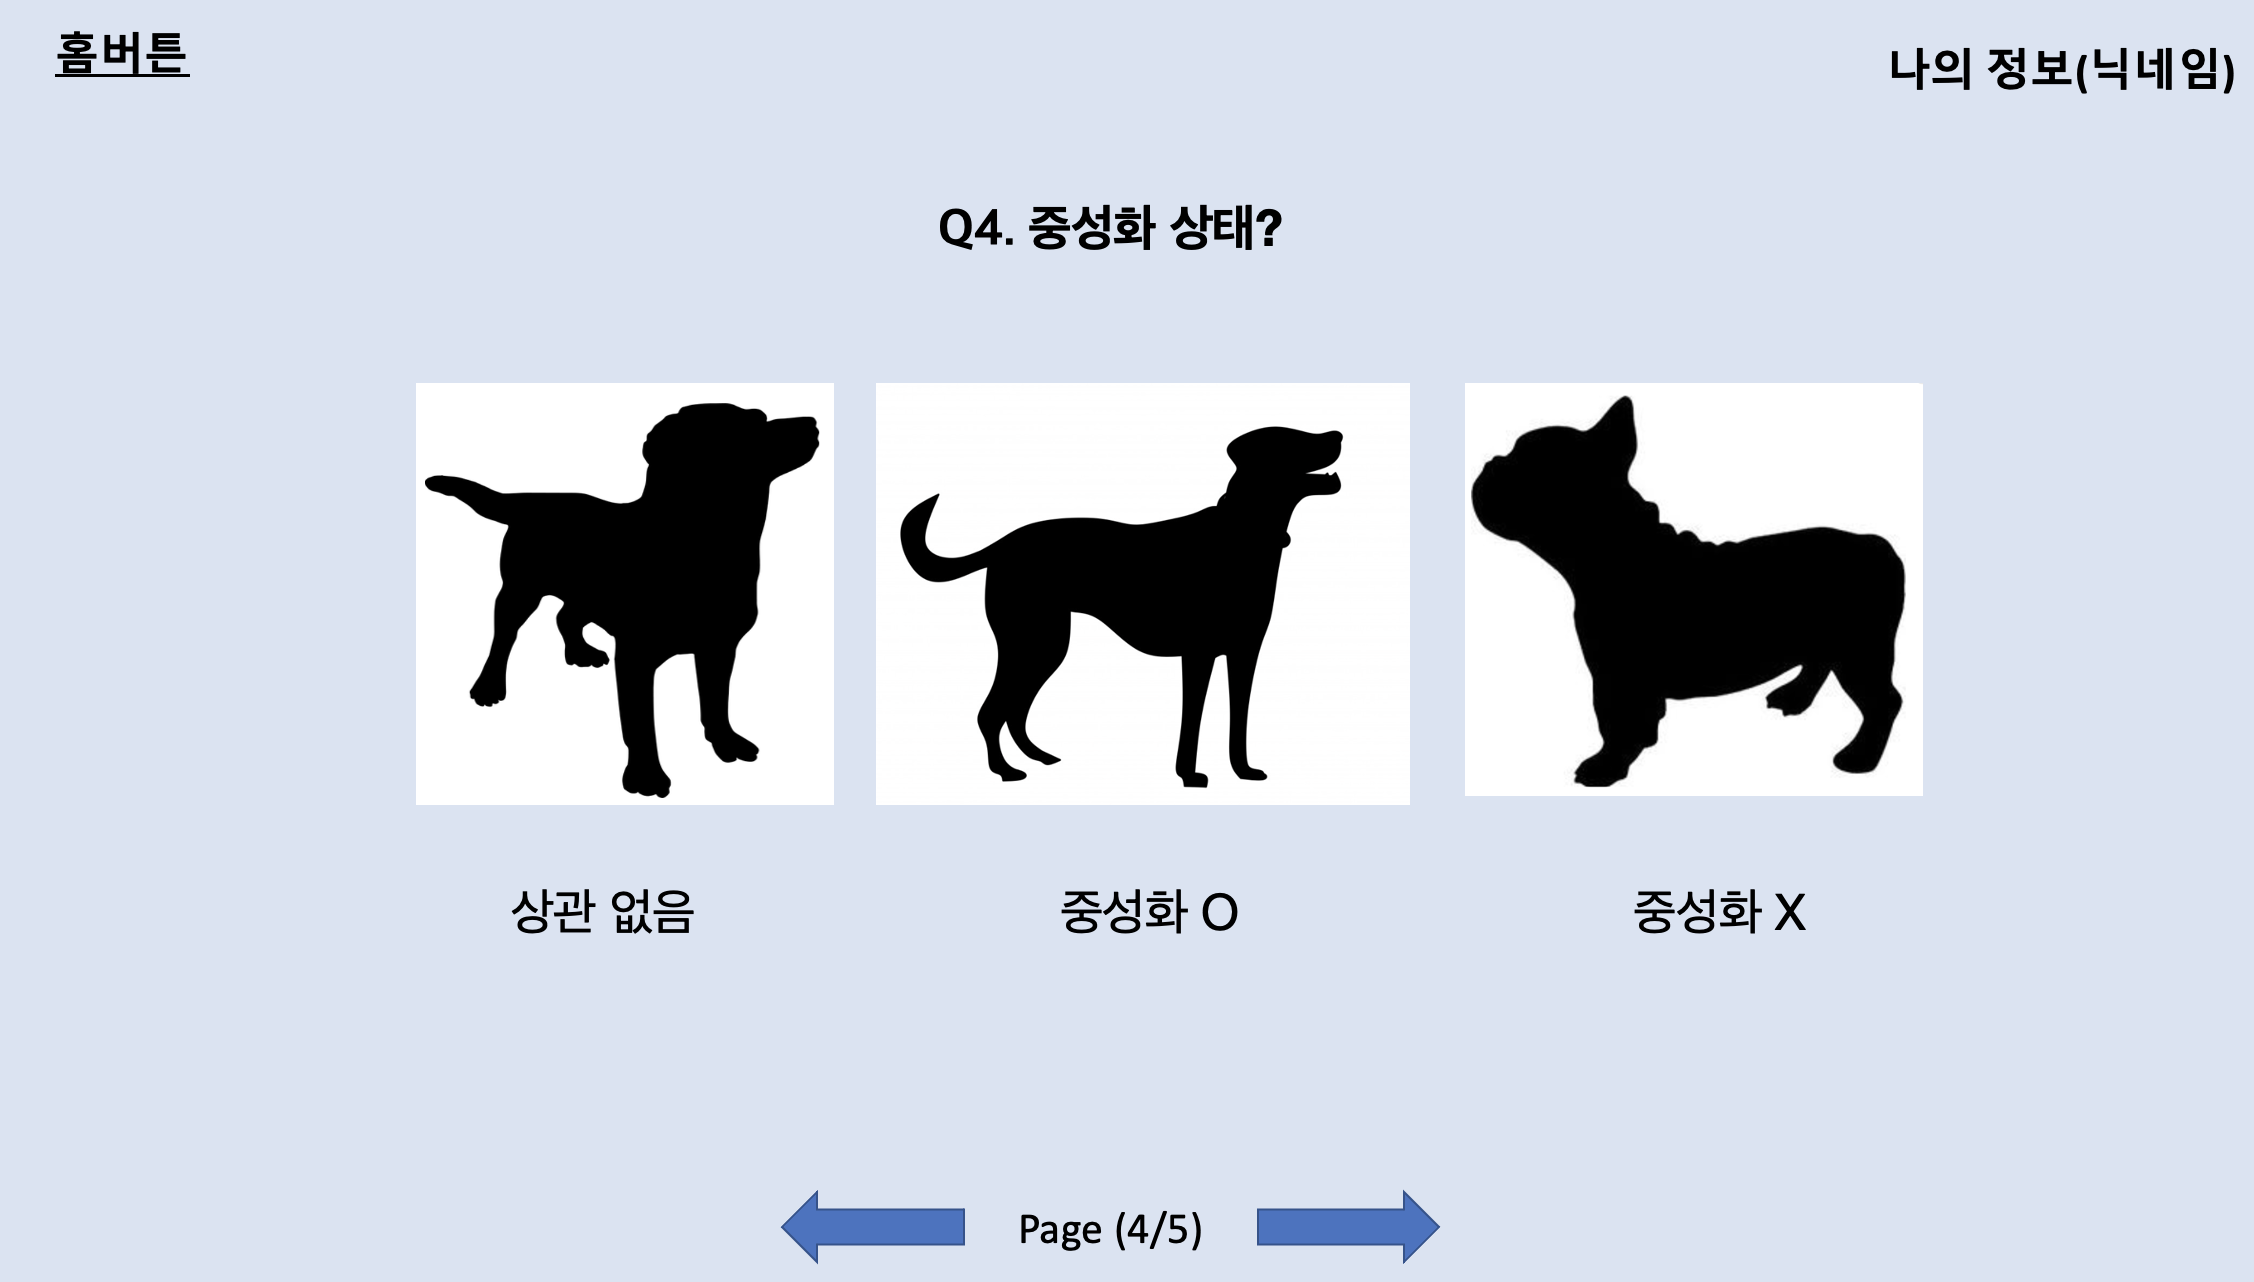 홈버튼
나의 정보(닉네임)
Q4. 중성화 상태?
상관 없음
중성화 O
중성화 X
Page (4/5)